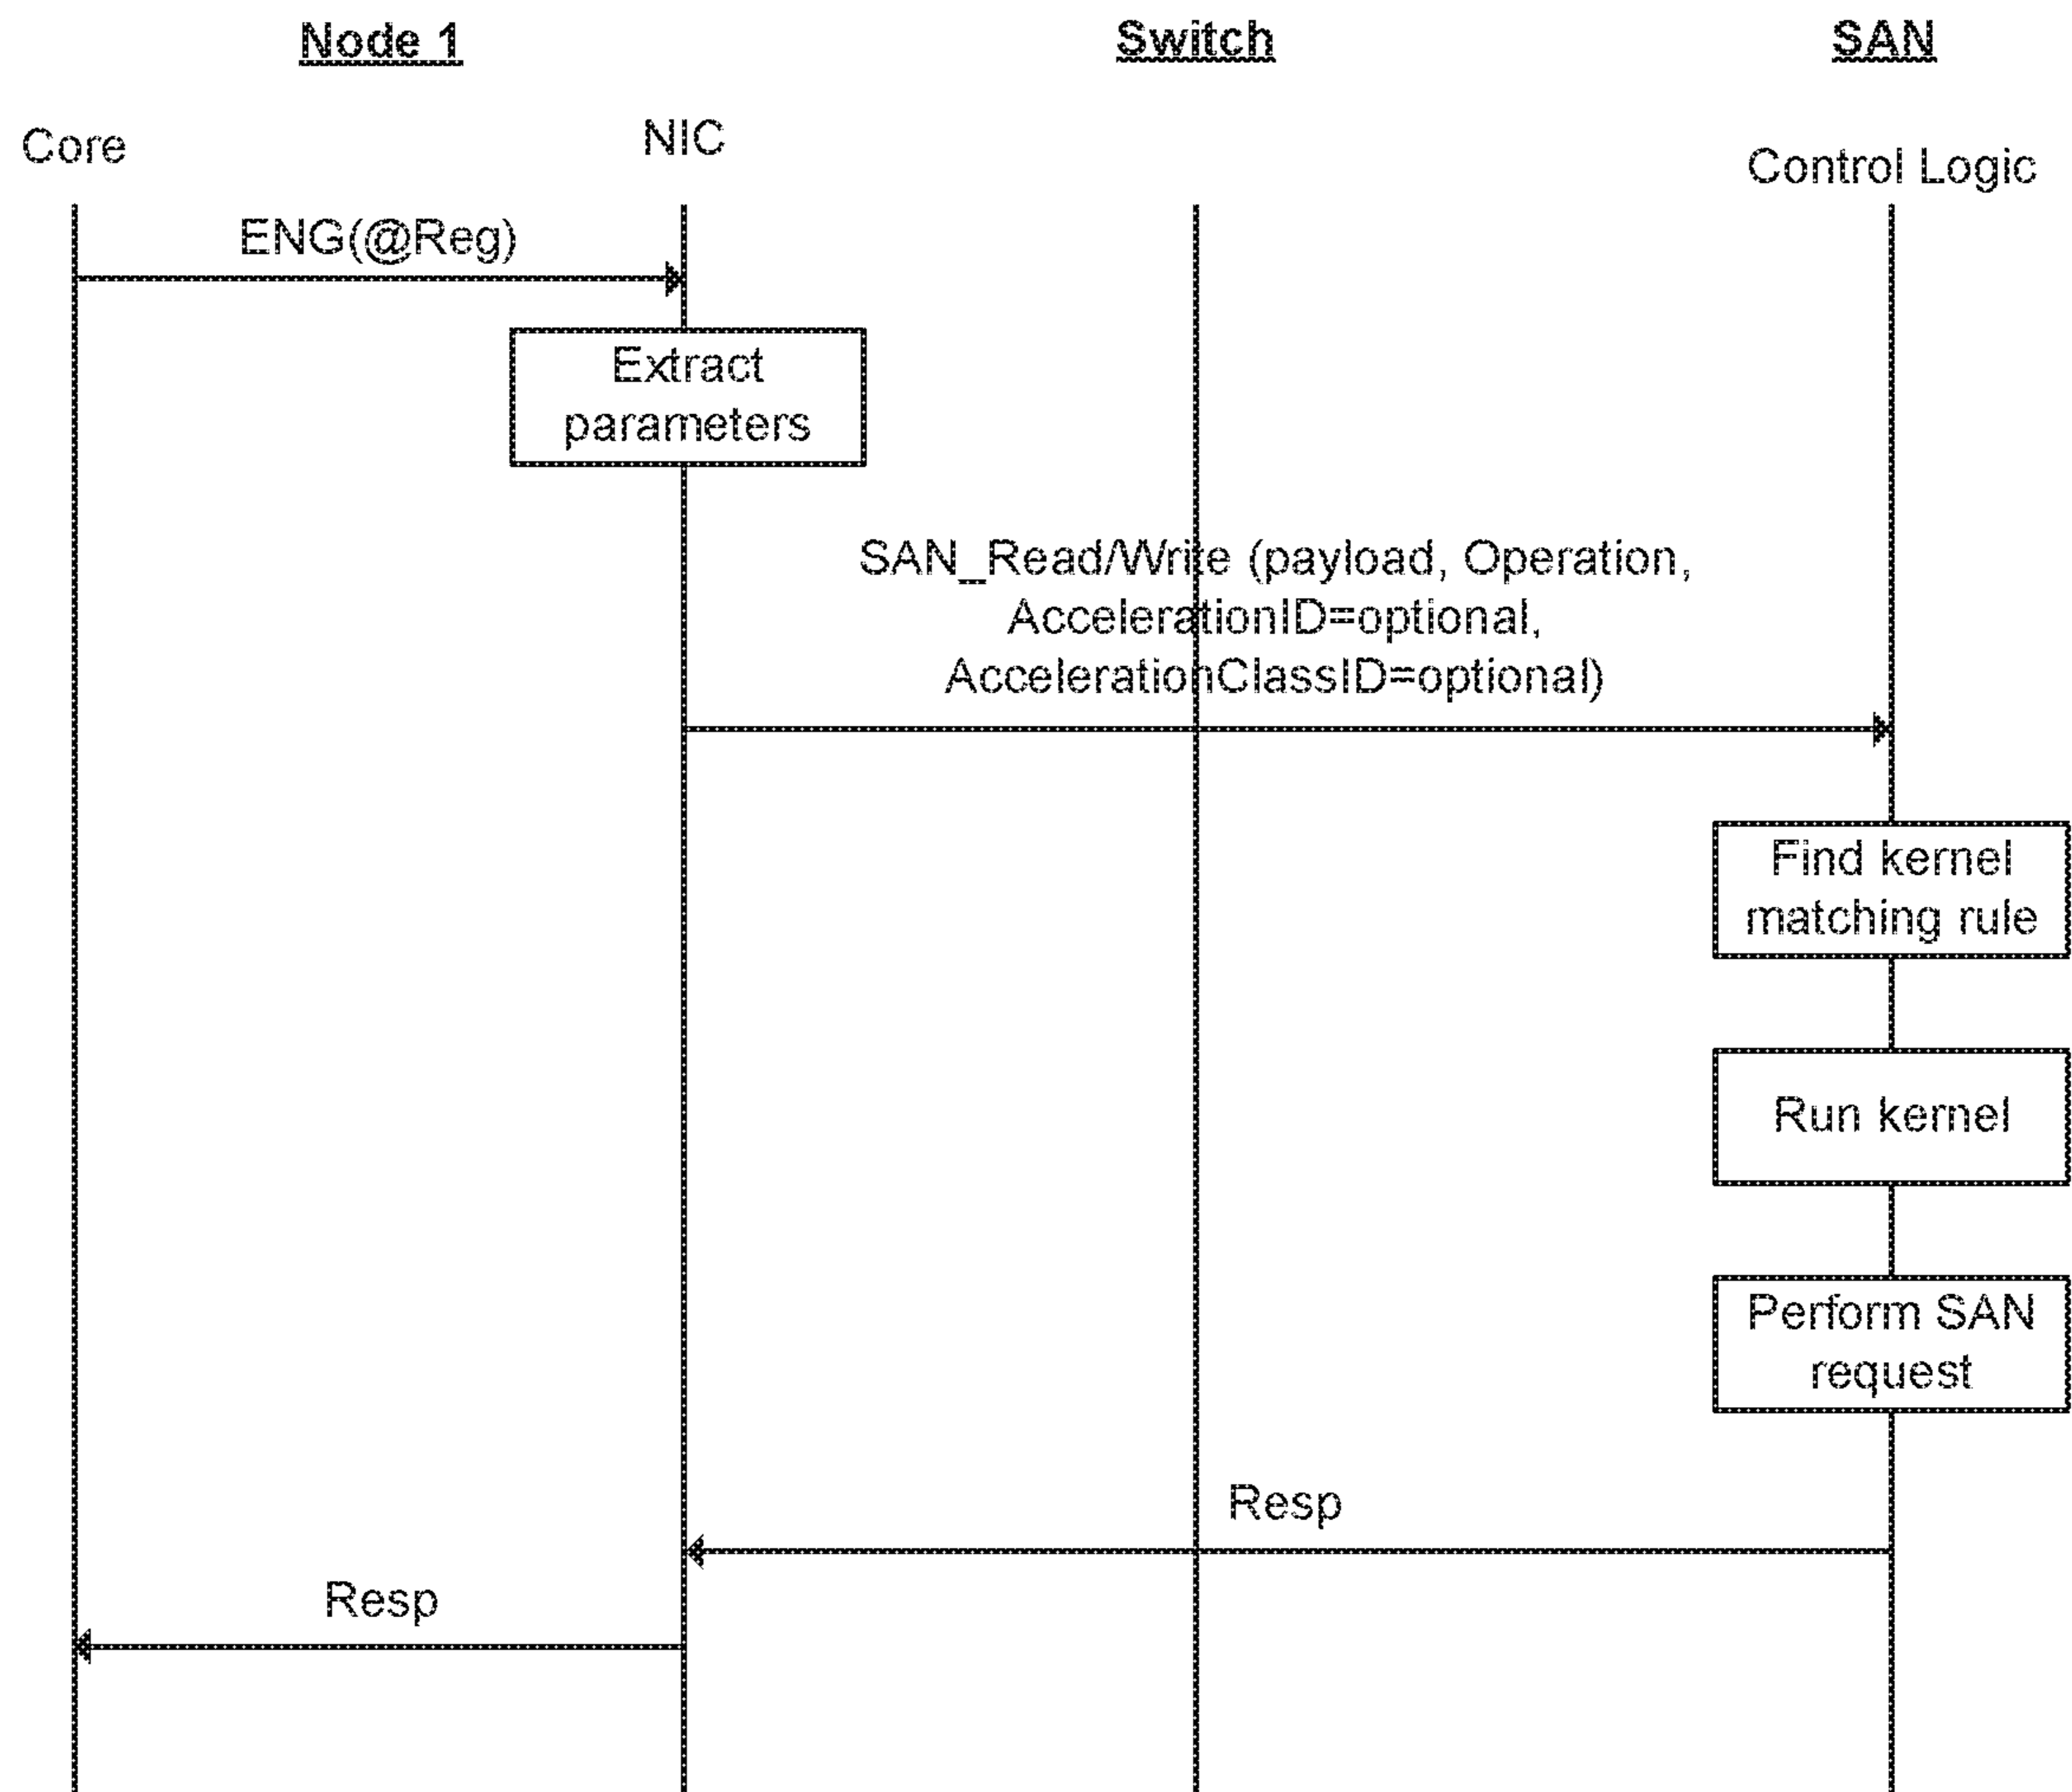 Node 1
Switch
SAN
Core
NIC
Control Logic
ENG(@Reg)
Extract
parameters
SAN_Read/Write (payload, Operation,
AccelerationID=optional,
AccelerationClassID=optional)
Find kernel
matching rule
Run kernel
Perform SAN
request
Resp
Resp